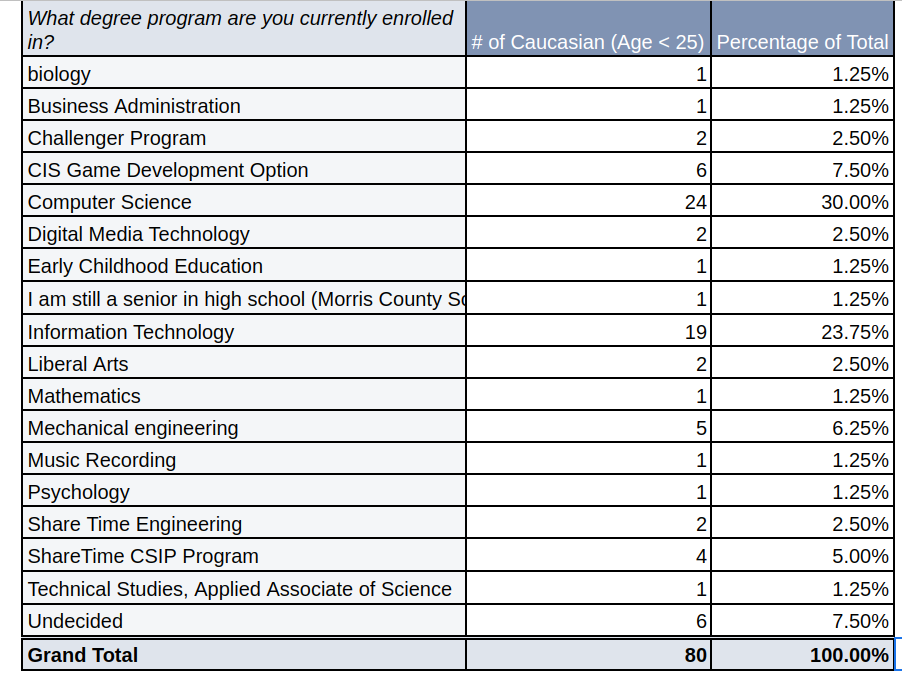 What degree program are you currently enrolled
in? # of Caucasian (Age < 25) Percentage of Total
biology 1 1.25%
Business Administration 1 1.25%
Challenger Program 2 2.50%
CIS Game Development Option 6 7.50%
Computer Science 24 30.00%
Digital Media Technology 2 2.50%
Early Childhood Education 1 1.25%
I am still a senior in high school (Morris County 1 1.25%
Information Technology 19 23.75%
Liberal Arts 2 2.50%
Mathematics 1 1.25%
Mechanical engineering 5 6.25%
Music Recording 1 1.25%
Psychology 1 1.25%
Share Time Engineering 2 2.50%
ShareTime CSIP Program 4 5.00%
Technical Studies, Applied Associate of Science 1 1.25%
Undecided 6 7.50%
Grand Total 80 100.00%